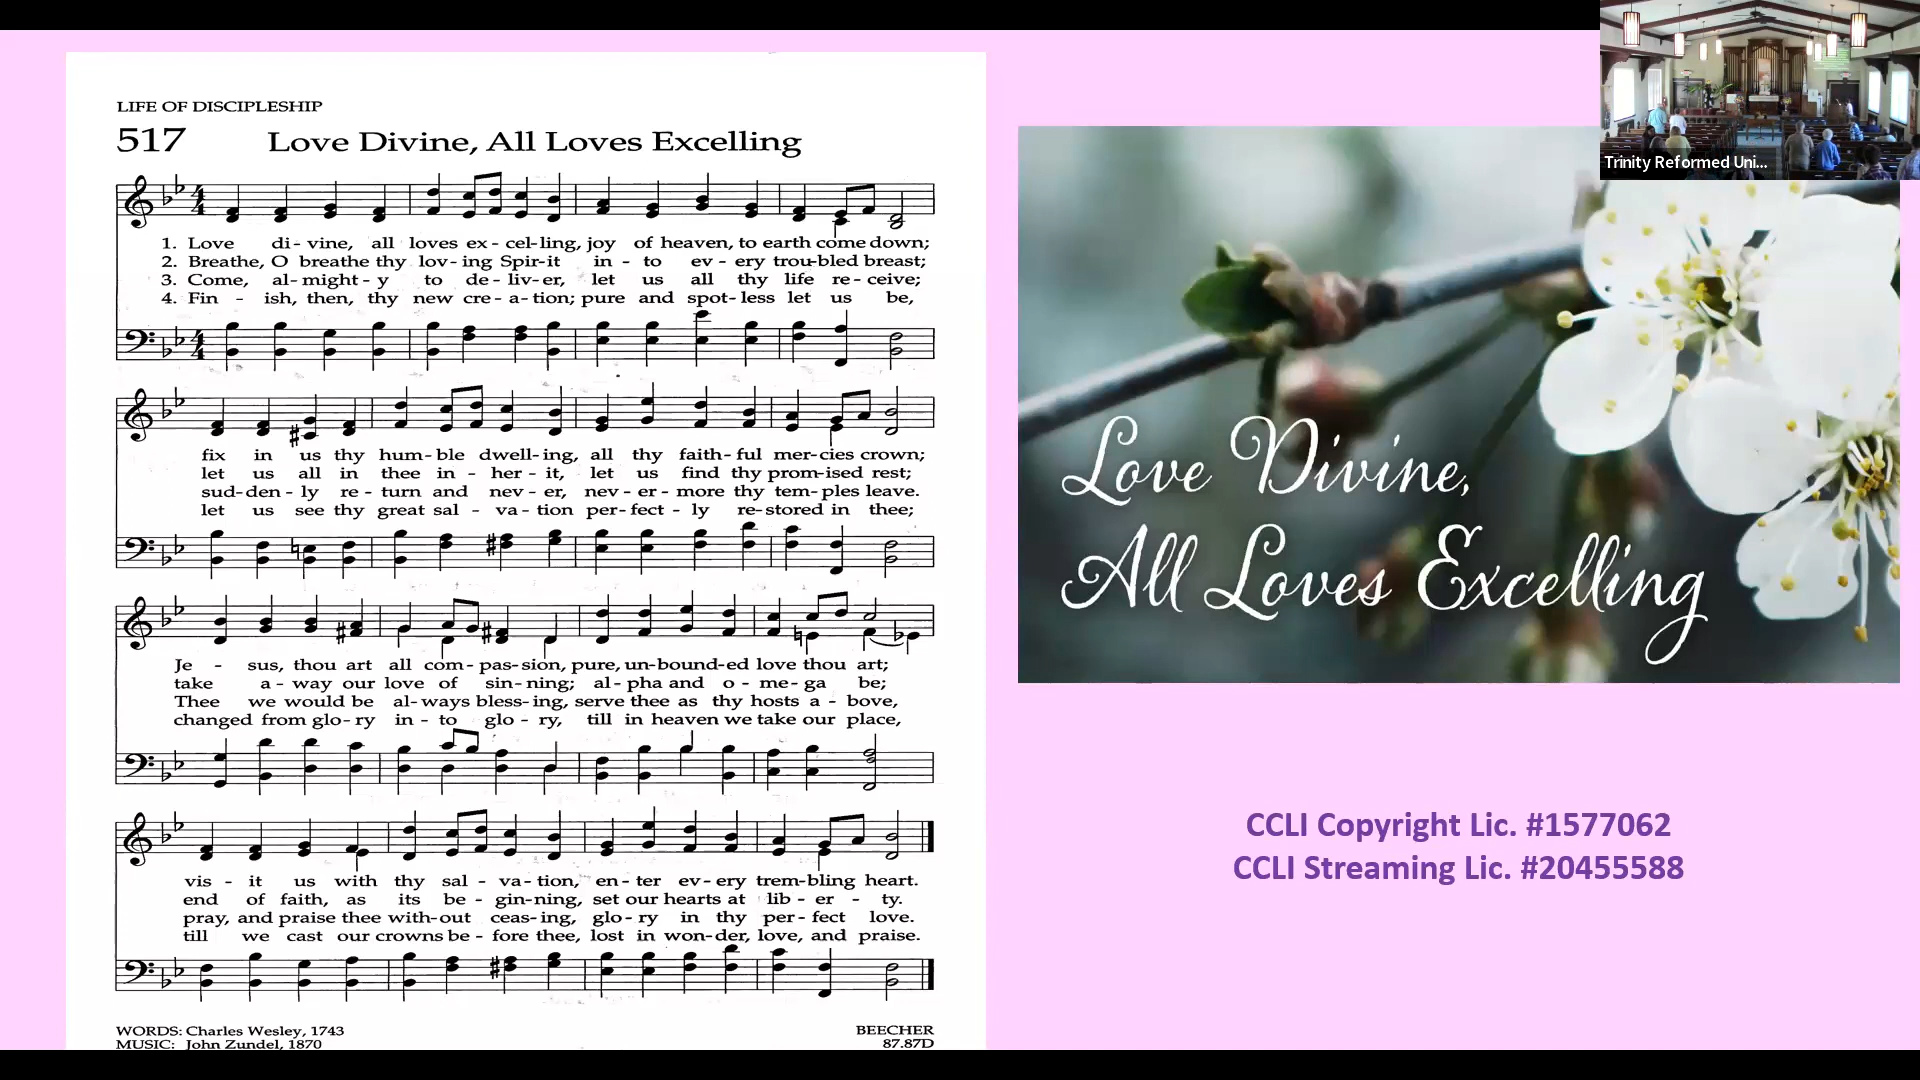 LIFE OF DISCIPLESHIP
517 Love Divine, All Loves Excelling
1. Love di-vine, all loves ex-cel-ling, joy of heaven, to earth come down;
2. Breathe, O breathe thy lov-ing Spir-it in-to ev-ery trou-bled breast;
3. Come, al-might-y to de-liv-er, let us all thy life re-ceive;
4. Fin-ish, then, thy new cre-a-tion; pure and spot-less let us be,
fix in us thy hum-ble dwell-ing, all thy faith-ful mer-cies crown;
let us all in thee in-her-it, let us find thy prom-ised rest;
sud-den-ly re-turn and nev-er, nev-er-more thy tem-ples leave.
let us see thy great sal-va-tion per-fect-ly re-stored in thee;
Je-sus, thou art all com-pas-sion, pure, un-bound-ed love thou art;
take a-way our love of sin-ning; al-pha and o-me-ga be;
Thee we would be al-ways bless-ing, serve thee as thy hosts a-bove,
changed from glo-ry in-to glo-ry, till in heaven we take our place,
vis-it us with thy sal-va-tion, en-ter ev-ery trem-bling heart.
end of faith, as its be-gin-ning, set our hearts at lib-er-ty.
pray, and praise thee with-out ceas-ing, glo-ry in thy per-fect love.
till we cast our crowns be-fore thee, lost in won-der, love, and praise.
WORDS: Charles Wesley, 1743
MUSIC: John Zundel, 1870
BEECHER
87.87D
Love Divine,
All Loves Excelling
CCLI Copyright Lic. #1577062
CCLI Streaming Lic. #20455588
Trinity Reformed Uni...